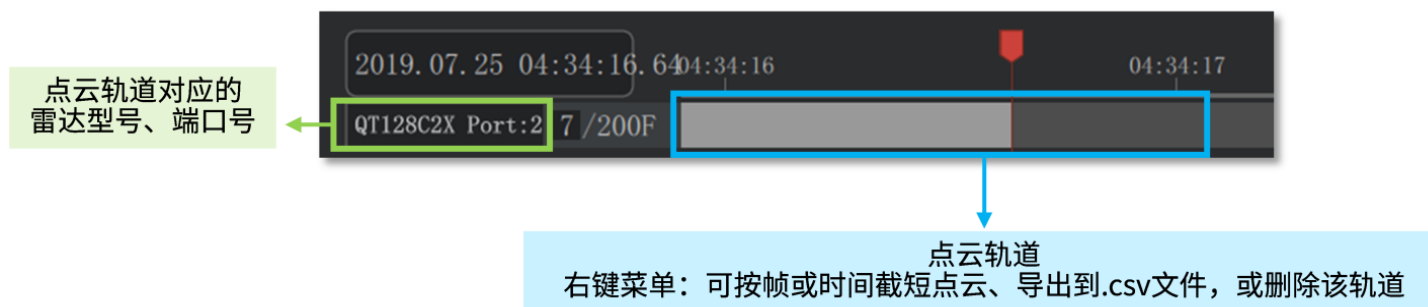 2019.07.25 04:34:16.64
04:34:16
04:34:17
点云轨道对应的
雷达型号、端口号
QT128C2X Port:2
7 /200F
点云轨道
右键菜单：可按帧或时间截短点云、导出到.csv文件，或删除该轨道